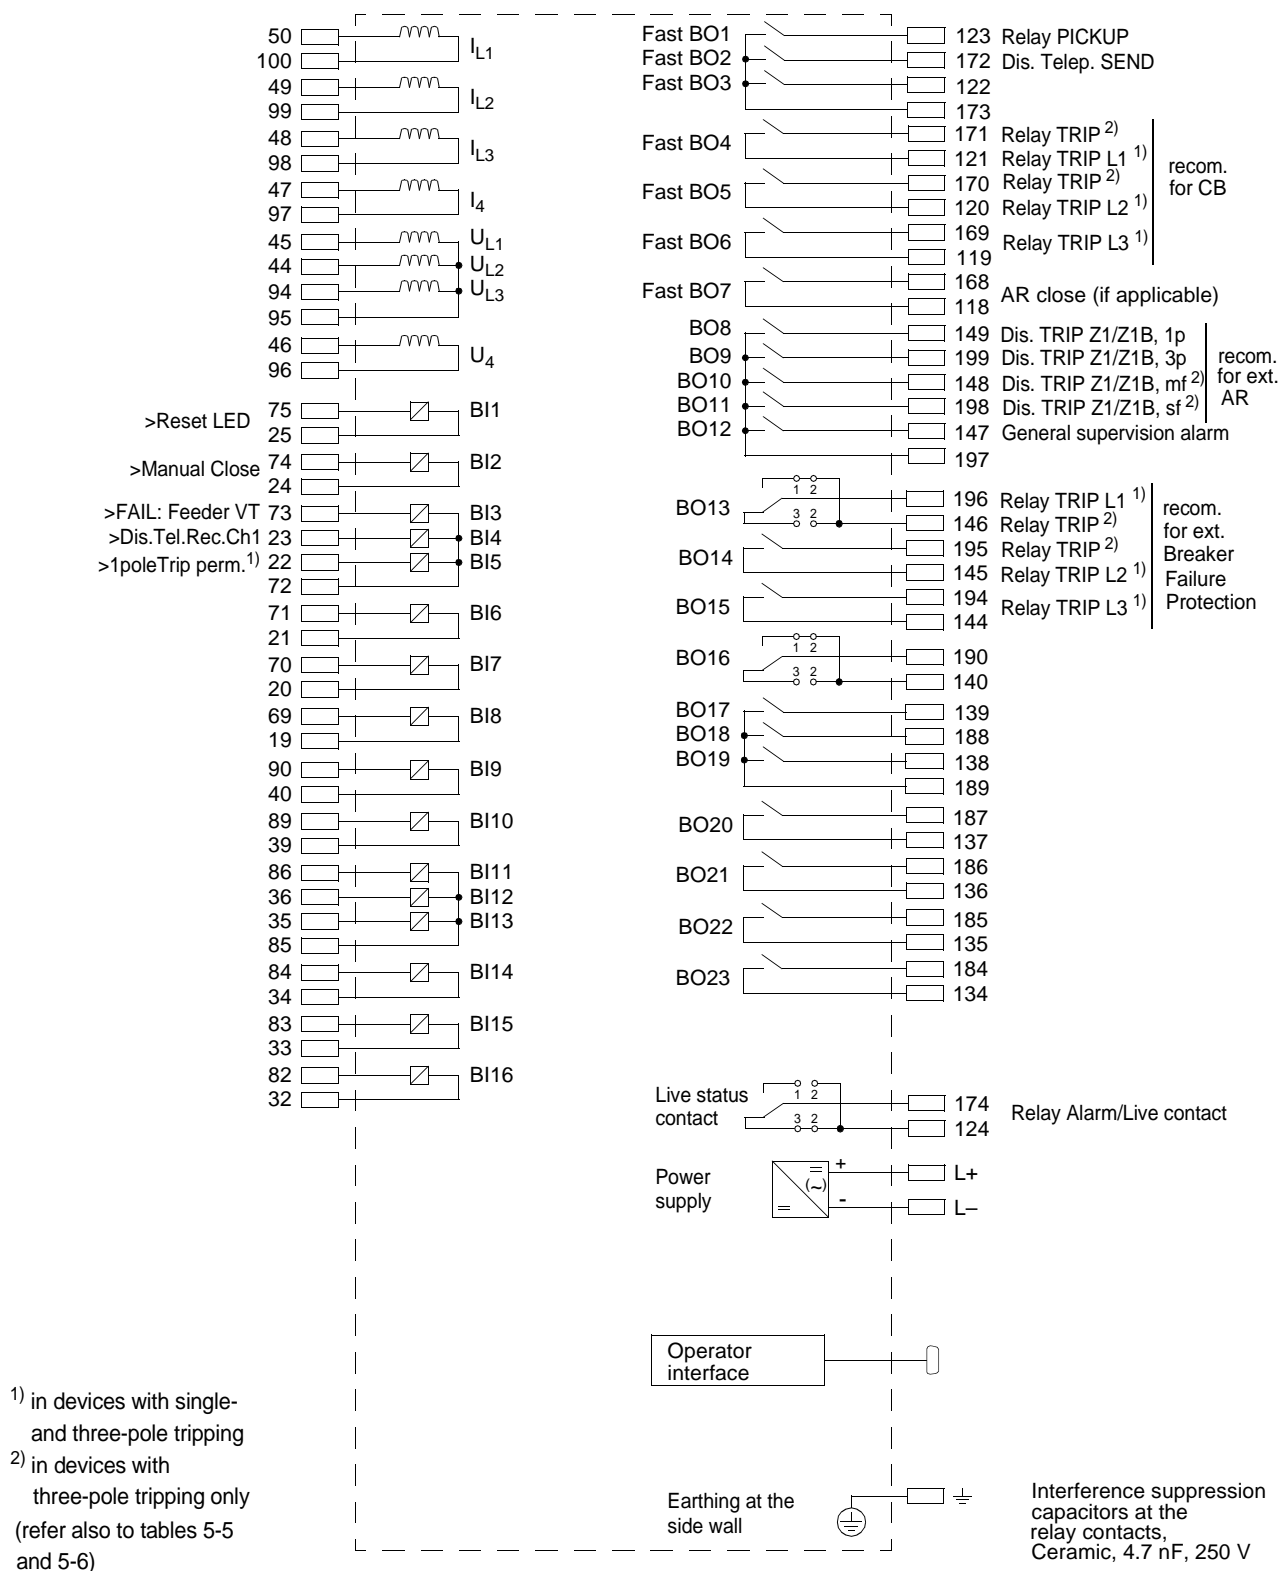 50
100
I L1
49
99
I L2
48
98
I L3
47
97
I 4
45
U L1
44
U L2
94
U L3
95
46
96
U 4
>Reset LED
75
25
BI1
>Manual Close
74
24
BI2
>FAIL: Feeder VT 73
BI3
>Dis.Tel.Rec.Ch1 23
BI4
>1poleTrip perm. 1) 22
BI5
72
71
21
BI6
70
20
BI7
69
19
BI8
90
40
BI9
89
39
BI10
86
BI11
36
BI12
35
BI13
85
84
34
BI14
83
33
BI15
82
32
BI16
Fast BO1
123 Relay PICKUP
Fast BO2
172 Dis. Telep. SEND
Fast BO3
122
173
Fast BO4
171 Relay TRIP 2)
121 Relay TRIP L1 1)
Fast BO5
170 Relay TRIP 2)
120 Relay TRIP L2 1)
Fast BO6
169
119
Relay TRIP L3 1)
recom.
for CB
Fast BO7
168
118
AR close (if applicable)
BO8
149 Dis. TRIP Z1/Z1B, 1p
BO9
199 Dis. TRIP Z1/Z1B, 3p
BO10
148 Dis. TRIP Z1/Z1B, mf 2)
BO11
198 Dis. TRIP Z1/Z1B, sf 2)
recom.
for ext.
AR
BO12
147 General supervision alarm
197
BO13
1 2
3 2
196 Relay TRIP L1 1)
146 Relay TRIP 2)
BO14
195 Relay TRIP 2)
145 Relay TRIP L2 1)
BO15
194
144
Relay TRIP L3 1)
recom.
for ext.
Breaker
Failure
Protection
BO16
1 2
3 2
190
140
BO17
139
BO18
188
BO19
138
189
BO20
187
137
BO21
186
136
BO22
185
135
BO23
184
134
Live status
contact
1 2
3 2
174
124
Relay Alarm/Live contact
Power
supply
=
(~)
=
+
-
L+
L–
Operator
interface
Earthing at the
side wall
1) in devices with single-
and three-pole tripping
2) in devices with
three-pole tripping only
(refer also to tables 5-5
and 5-6)
Interference suppression
capacitors at the
relay contacts,
Ceramic, 4.7 nF, 250 V